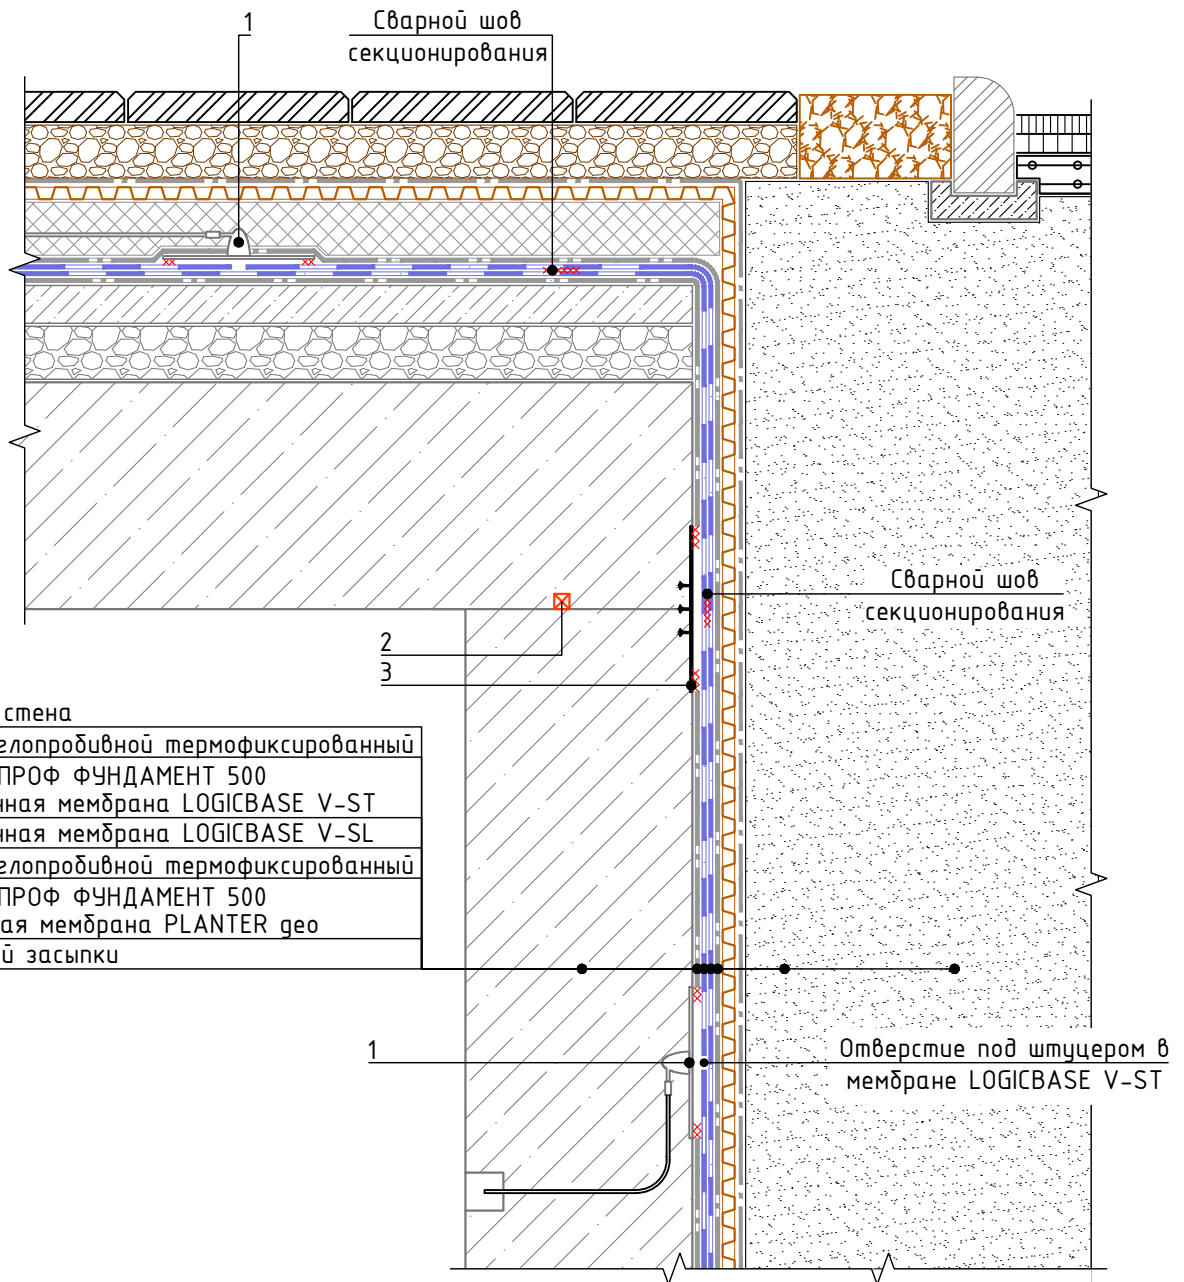 1
Сварной шов
секционирования
Сварной шов
секционирования
2
3
стена
глопробивной термофиксированный
ПРОФ ФУНДАМЕНТ 500
нная мембрана LOGICBASE V-ST
нная мембрана LOGICBASE V-SL
глопробивной термофиксированный
ПРОФ ФУНДАМЕНТ 500
ая мембрана PLANTER geo
й засыпки
1
Отверстие под штуцером в
мембране LOGICBASE V-ST